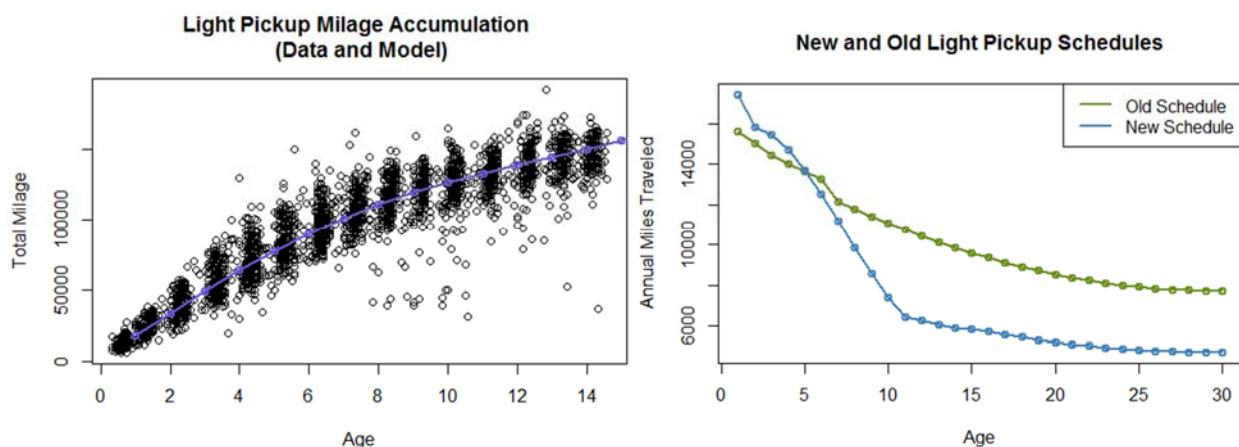 Light Pickup Milage Accumulation
(Data and Model)
Total Milage
0
50000
100000
0
2
4
6
8
10
12
14
Age
New and Old Light Pickup Schedules
Old Schedule
New Schedule
Annual Miles Traveled
6000
10000
14000
0
5
10
15
20
25
30
Age